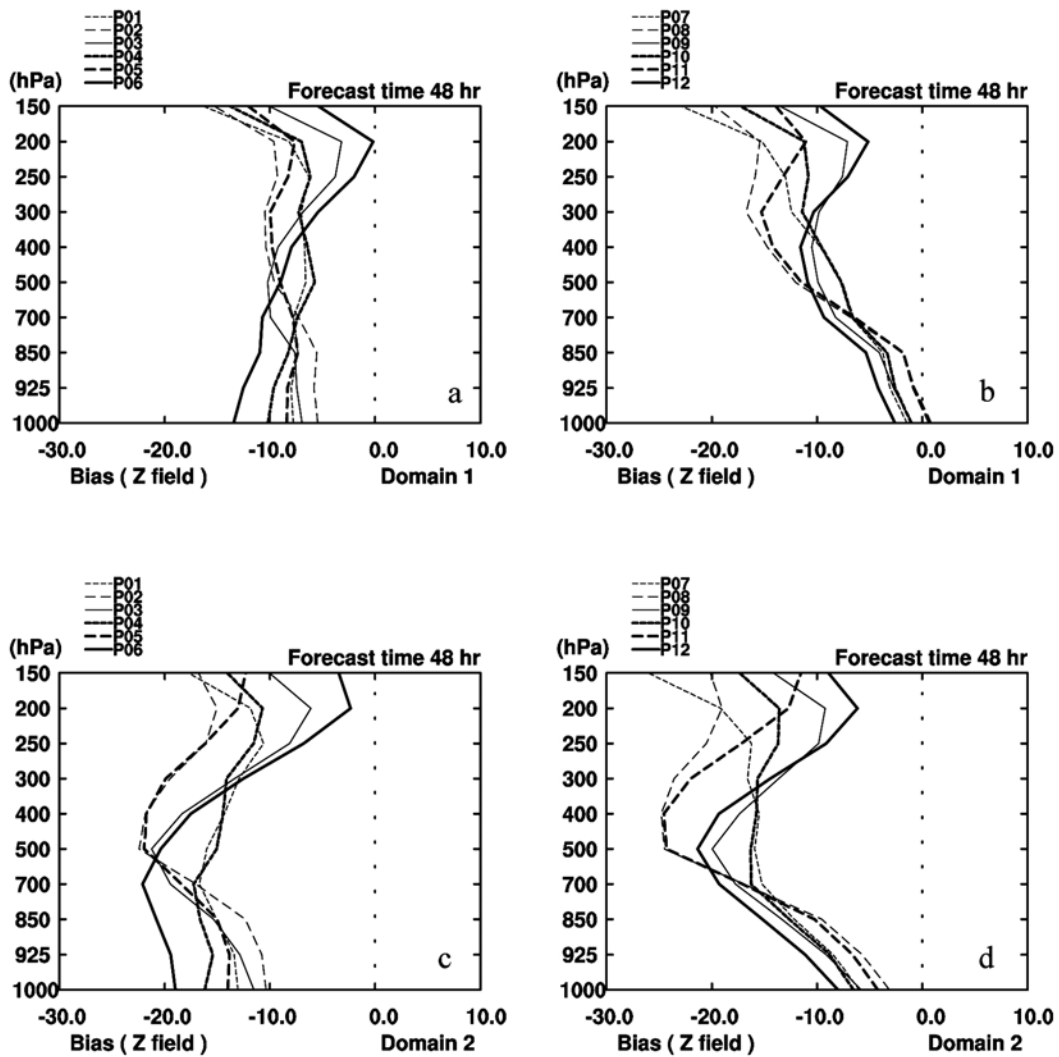 P01
P02
P03
P04
P05
P06
(hPa)
Forecast time 48 hr
150
200
250
300
400
500
700
850
925
1000
a
-30.0 -20.0 -10.0 0.0 10.0
Bias ( Z field ) Domain 1
P07
P08
P09
P10
P11
P12
(hPa)
Forecast time 48 hr
150
200
250
300
400
500
700
850
925
1000
b
-30.0 -20.0 -10.0 0.0 10.0
Bias ( Z field ) Domain 1
P01
P02
P03
P04
P05
P06
(hPa)
Forecast time 48 hr
150
200
250
300
400
500
700
850
925
1000
c
-30.0 -20.0 -10.0 0.0 10.0
Bias ( Z field ) Domain 2
P07
P08
P09
P10
P11
P12
(hPa)
Forecast time 48 hr
150
200
250
300
400
500
700
850
925
1000
d
-30.0 -20.0 -10.0 0.0 10.0
Bias ( Z field ) Domain 2